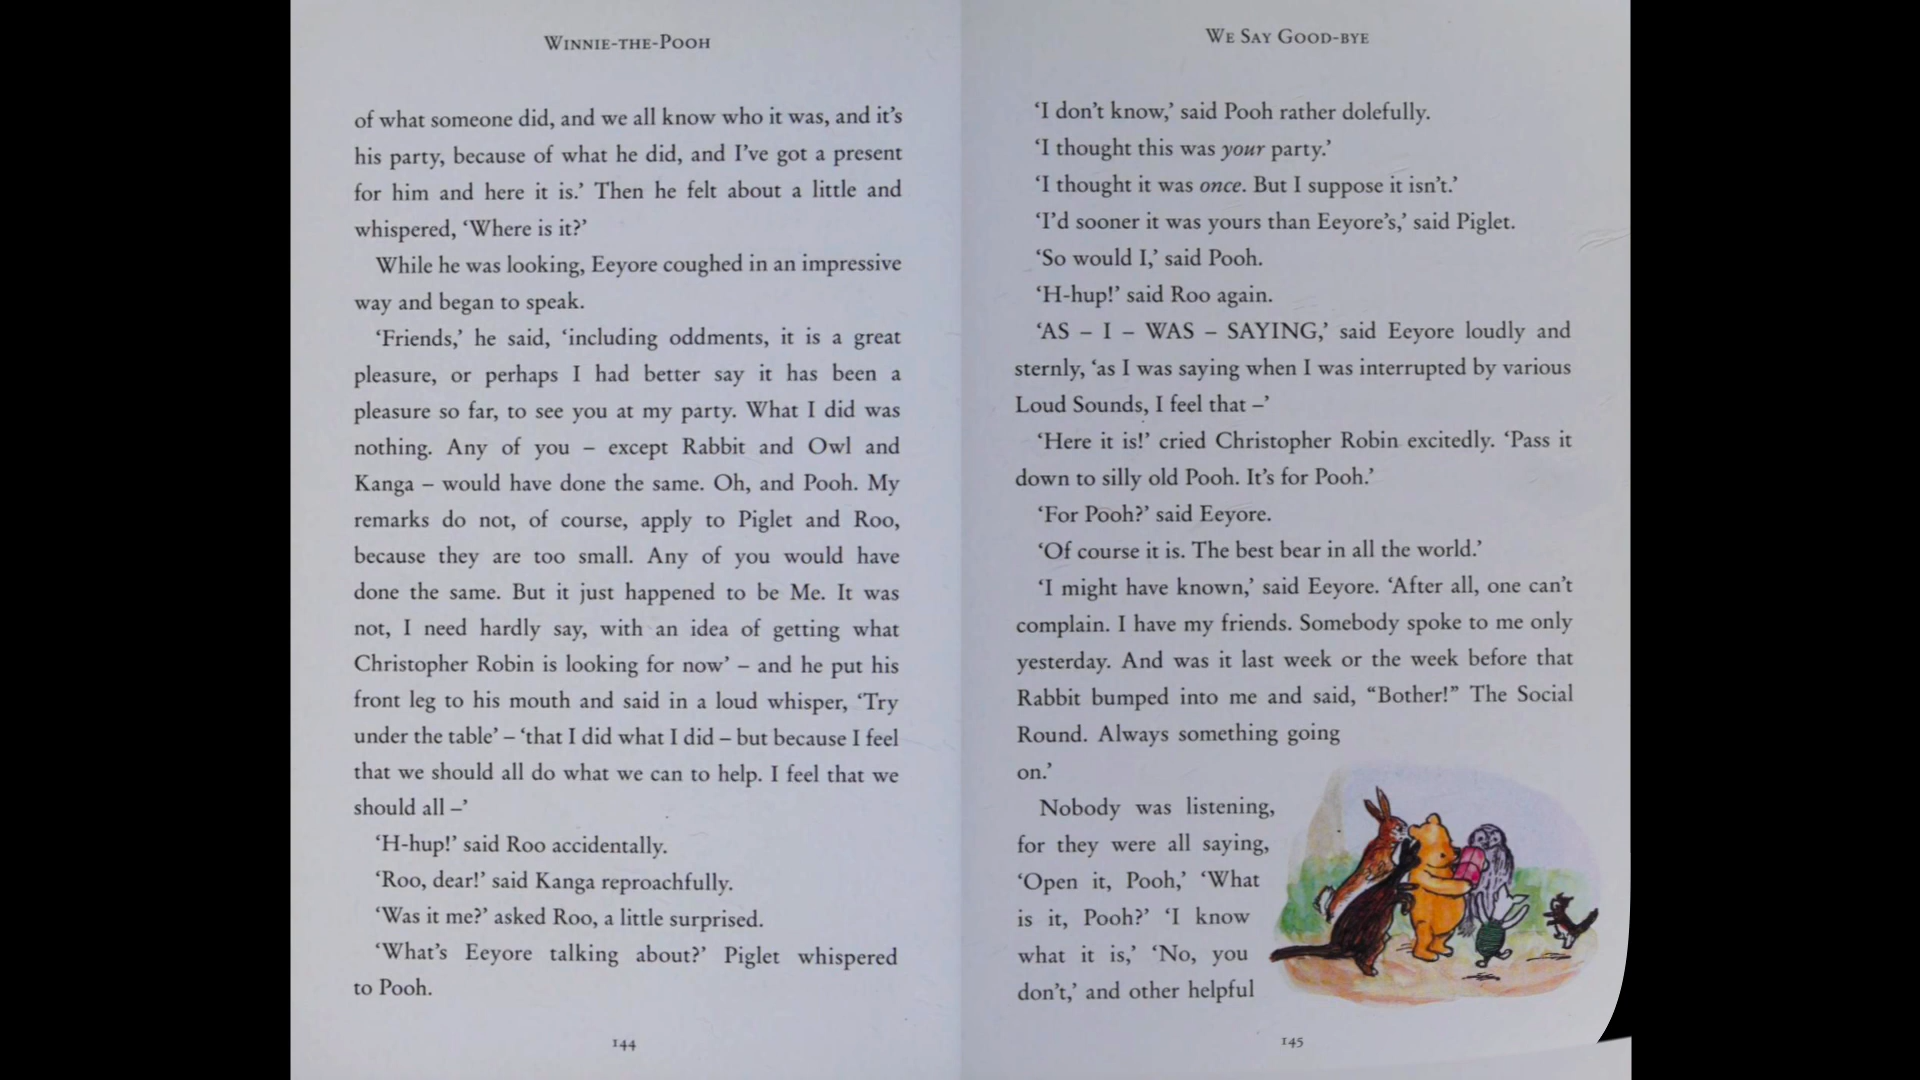 WINNIE-THE-POOH
of what someone did, and we all know who it was, and it's
his party, because of what he did, and I've got a present
for him and here it is.' Then he felt about a little and
whispered, ‘Where is it?’
While he was looking, Eeyore coughed in an impressive
way and began to speak.
‘Friends,’ he said, ‘including oddments, it is a great
pleasure, or perhaps I had better say it has been a
pleasure so far, to see you at my party. What I did was
nothing. Any of you – except Rabbit and Owl and
Kanga – would have done the same. Oh, and Pooh. My
remarks do not, of course, apply to Piglet and Roo,
because they are too small. Any of you would have
done the same. But it just happened to be Me. It was
not, I need hardly say, with an idea of getting what
Christopher Robin is looking for now’ – and he put his
front leg to his mouth and said in a loud whisper, ‘Try
under the table’ – ‘that I did what I did – but because I feel
that we should all do what we can to help. I feel that we
should all –’
‘H-hup!’ said Roo accidentally.
‘Roo, dear!’ said Kanga reproachfully.
‘Was it me?’ asked Roo, a little surprised.
‘What’s Eeyore talking about?’ Piglet whispered
to Pooh.
144
WE SAY GOOD-BYE
‘I don’t know,’ said Pooh rather dolefully.
‘I thought this was your party.’
‘I thought it was once. But I suppose it isn’t.’
‘I’d sooner it was yours than Eeyore’s,’ said Piglet.
‘So would I,’ said Pooh.
‘H-hup!’ said Roo again.
‘AS – I – WAS – SAYING,’ said Eeyore loudly and
sternly, ‘as I was saying when I was interrupted by various
Loud Sounds, I feel that –’
‘Here it is!’ cried Christopher Robin excitedly. ‘Pass it
down to silly old Pooh. It’s for Pooh.’
‘For Pooh?’ said Eeyore.
‘Of course it is. The best bear in all the world.’
‘I might have known,’ said Eeyore. ‘After all, one can’t
complain. I have my friends. Somebody spoke to me only
yesterday. And was it last week or the week before that
Rabbit bumped into me and said, “Bother!” The Social
Round. Always something going
on.’
Nobody was listening,
for they were all saying,
‘Open it, Pooh,’ ‘What
is it, Pooh?’ ‘I know
what it is,’ ‘No, you
don’t,’ and other helpful
145